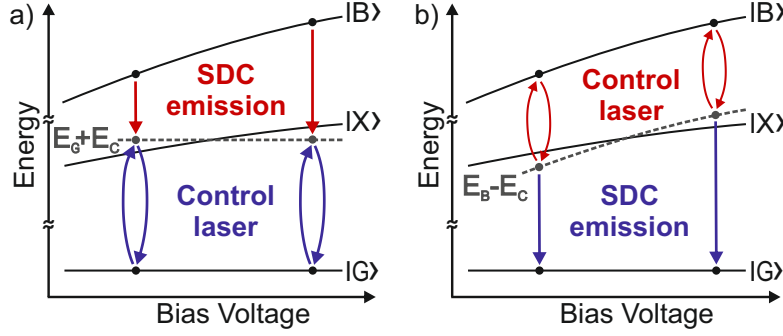 a)
|B⟩
SDC
emission
|X⟩
E_G+E_C
Control
laser
|G⟩
Energy
Bias Voltage
b)
|B⟩
Control
laser
|X⟩
E_B-E_C
SDC
emission
|G⟩
Energy
Bias Voltage